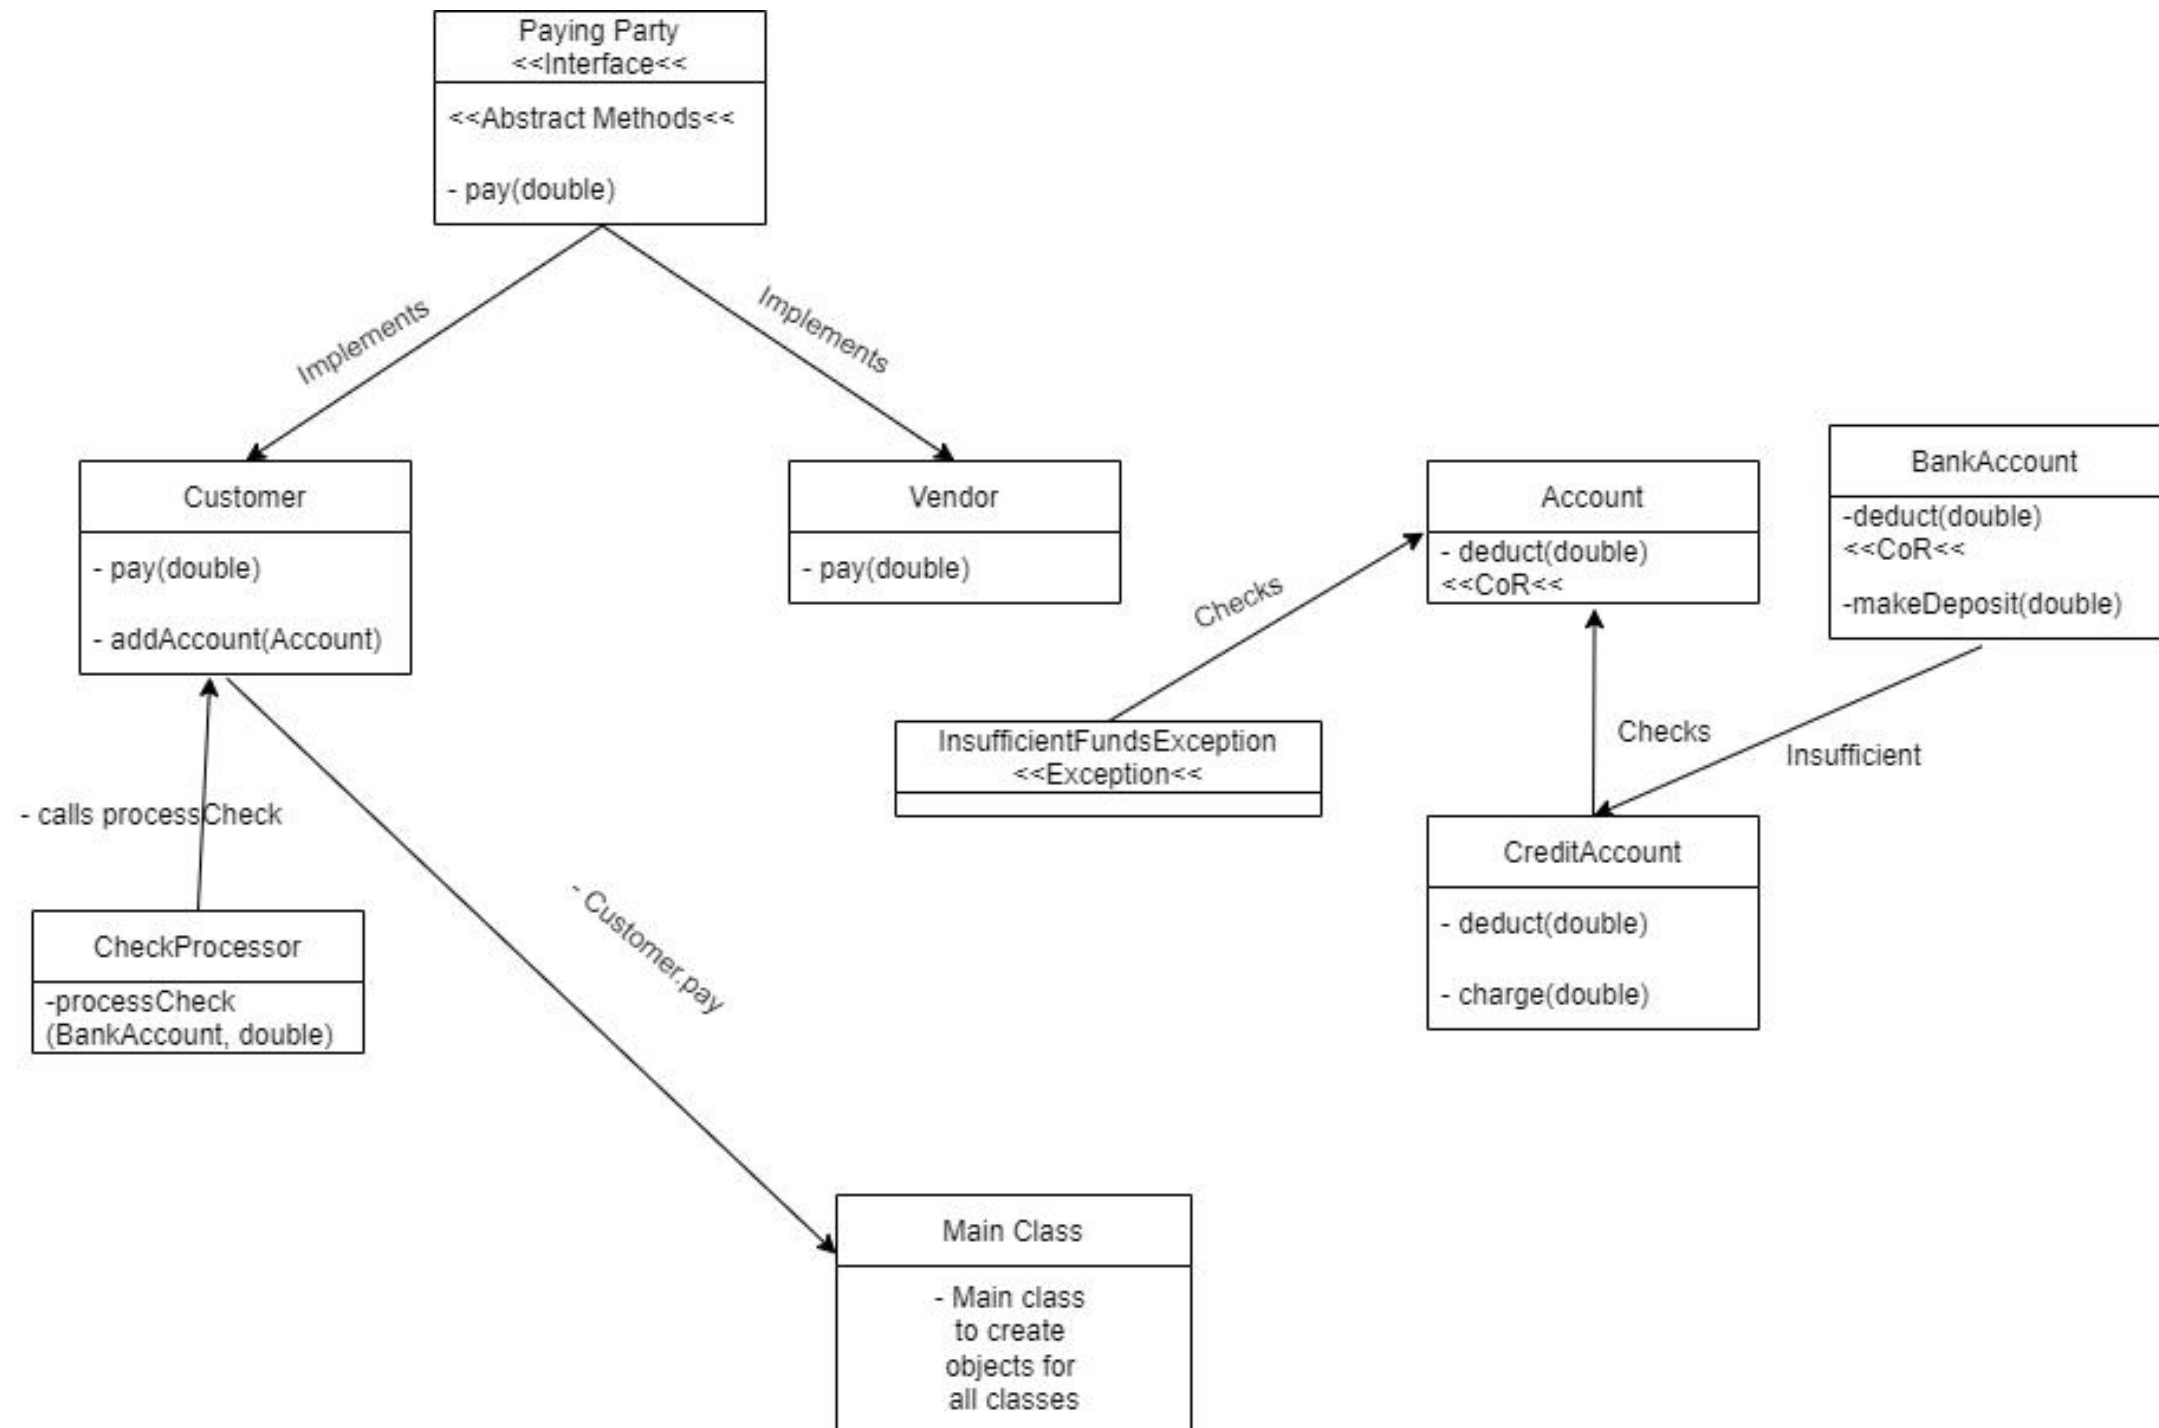 Paying Party
<<Interface<<
<<Abstract Methods<<
- pay(double)
Implements
Implements
Customer
- pay(double)
- addAccount(Account)
Vendor
- pay(double)
Account
- deduct(double)
<<CoR<<
BankAccount
-deduct(double)
<<CoR<<
-makeDeposit(double)
Checks
InsufficientFundsException
<<Exception<<
Checks
Insufficient
- calls processCheck
CreditAccount
- deduct(double)
- charge(double)
- Customer.pay
CheckProcessor
-processCheck
(BankAccount, double)
Main Class
- Main class
to create
objects for
all classes